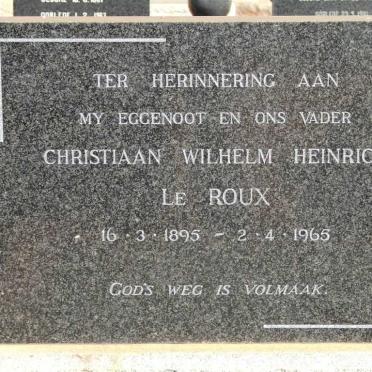 TER HERINNERING AAN
MY EGGENOOT EN ONS VADER
CHRISTIAAN WILHELM HEINRIC
LE ROUX
16·3·1895 – 2·4·1965
GOD'S WEG IS VOLMAAK.